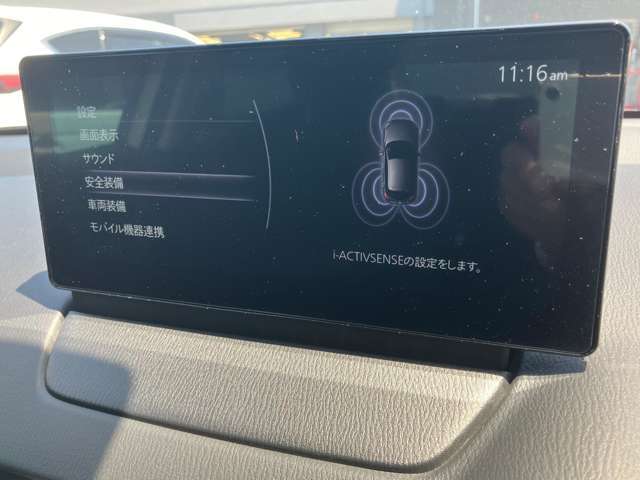 11:16am
設定
画面表示
サウンド
安全装備
車両装備
モバイル機器連携
i-ACTIVSENSEの設定をします。